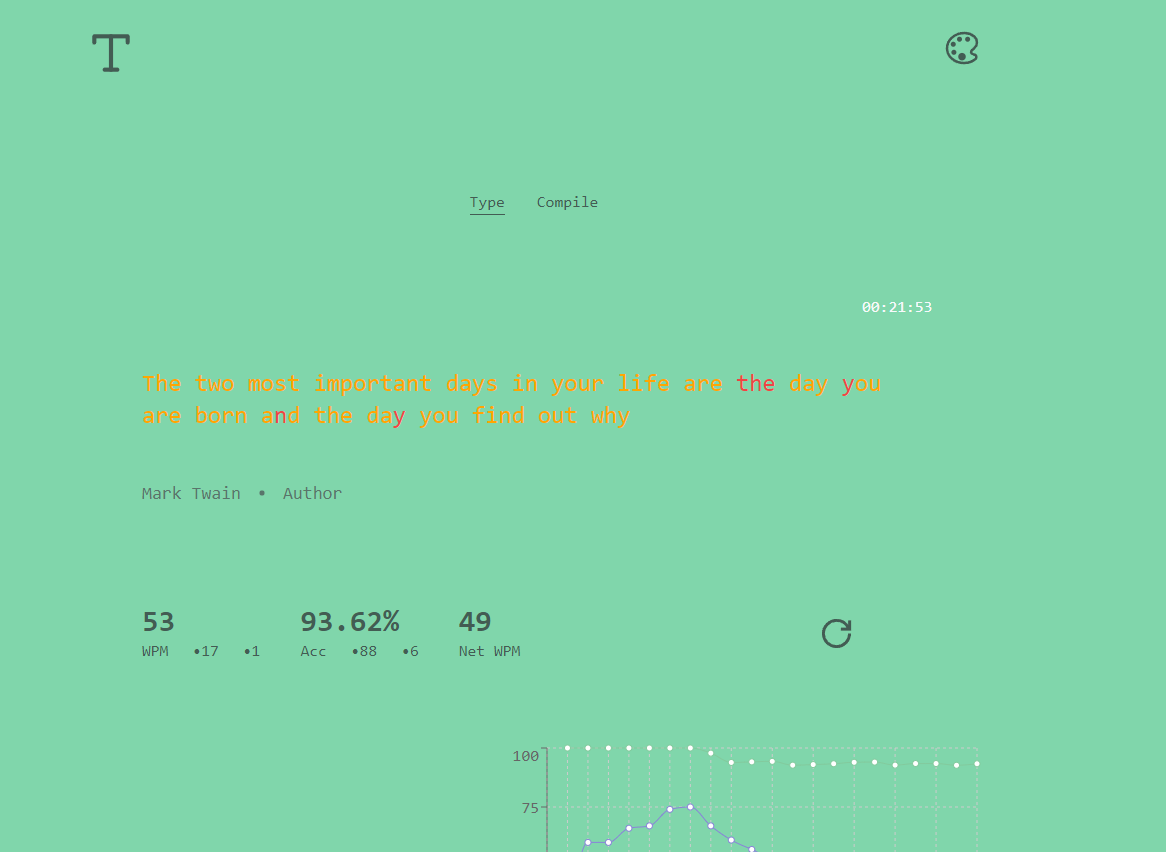 T
Type Compile
00:21:53
The two most important days in your life are the day you
are born and the day you find out why
Mark Twain • Author
53 93.62% 49
WPM •17 •1 Acc •88 •6 Net WPM
100
75